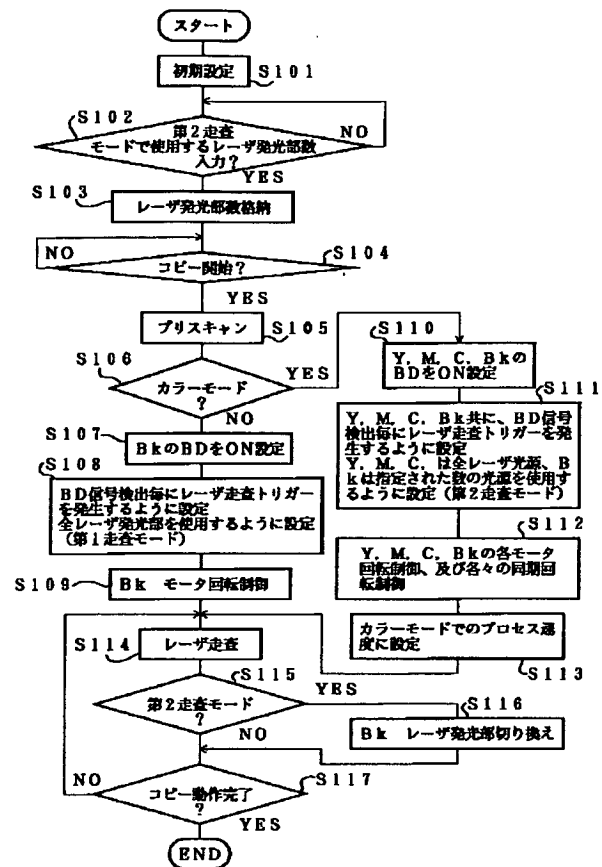 スタート
初期設定
S101
S102
第2走査
モードで使用するレーザ発光部数
入力？
NO
YES
S103
レーザ発光部数格納
NO
S104
コピー開始？
YES
プリスキャン
S105
S106
カラーモード
？
YES
NO
S107
BkのBDをON設定
S108
BD信号検出毎にレーザ走査トリガー
を発生するように設定
全レーザ発光部を使用するように設定
（第1走査モード）
S109
Bk モータ回転制御
S110
Y，M，C，Bkの
BDをON設定
S111
Y，M，C，Bk共に、BD信号
検出毎にレーザ走査トリガーを発
生するように設定
Y，M，C，は全レーザ光源、B
kは指定された数の光源を使用す
るように設定（第2走査モード）
S112
Y，M，C，Bkの各モータ
回転制御、及び各々の同期回
転制御
カラーモードでのプロセス速
度に設定
S113
S114
レーザ走査
S115
第2走査モード
？
YES
NO
S116
Bk レーザ発光部切り換え
NO
S117
コピー動作完了
？
YES
END